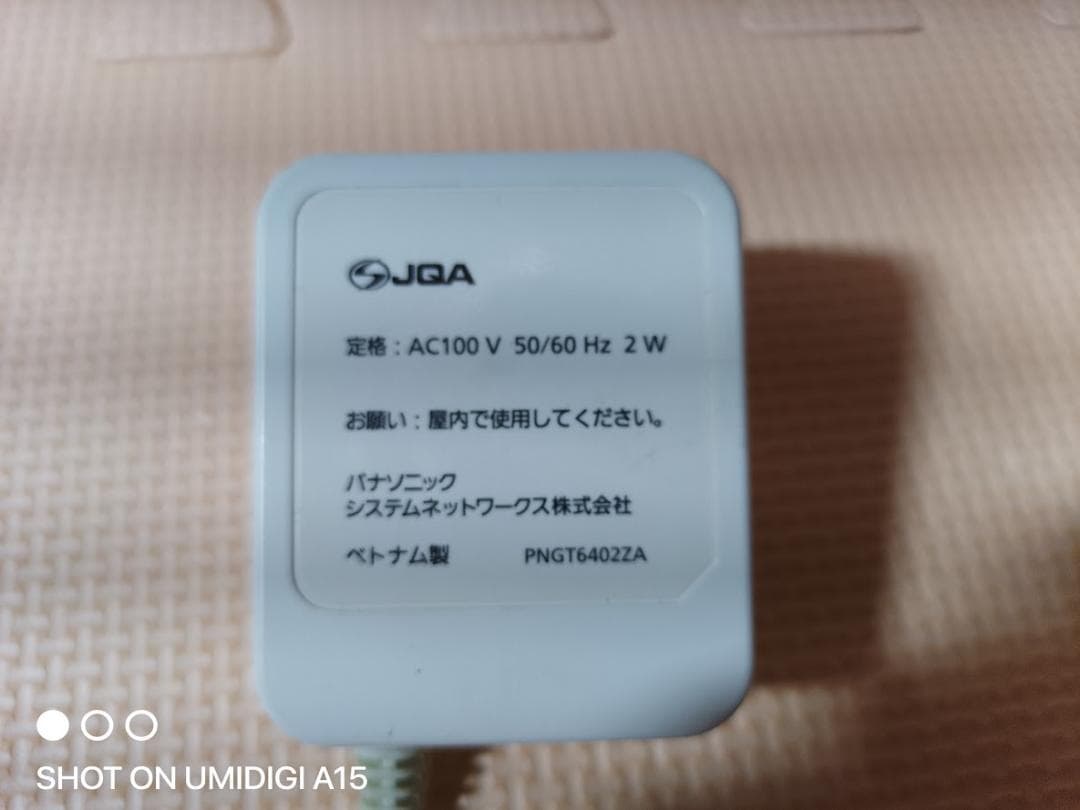 JQA
定格：AC100 V 50/60 Hz 2 W
お願い：屋内で使用してください。
パナソニック
システムネットワークス株式会社
ベトナム製 PNGT6402ZA
SHOT ON UMIDIGI A15